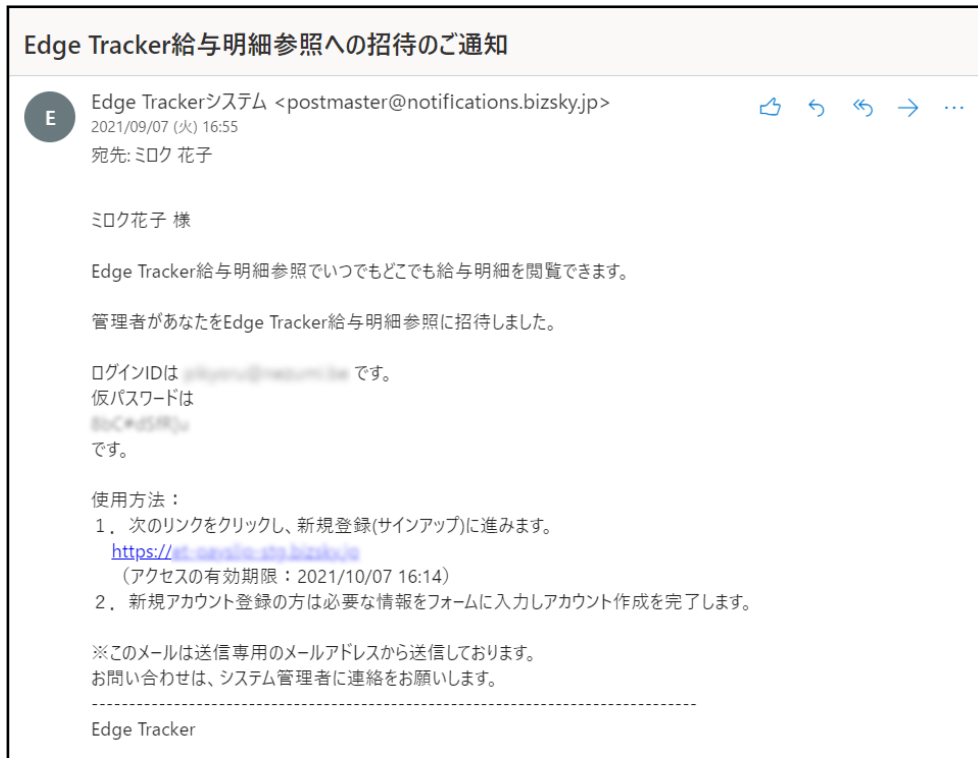 Edge Tracker給与明細参照への招待のご通知
E
Edge Trackerシステム <postmaster@notifications.bizsky.jp>
2021/09/07 (火) 16:55
宛先: ミロク 花子
ミロク花子 様
Edge Tracker給与明細参照でいつでもどこでも給与明細を閲覧できます。
管理者があなたをEdge Tracker給与明細参照に招待しました。
ログインIDは です。
仮パスワードは
です。
使用方法：
１．次のリンクをクリックし、新規登録(サインアップ)に進みます。
https://
（アクセスの有効期限：2021/10/07 16:14）
２．新規アカウント登録の方は必要な情報をフォームに入力しアカウント作成を完了します。
※このメールは送信専用のメールアドレスから送信しております。
お問い合わせは、システム管理者に連絡をお願いします。
--------------------------------------------------------------------------------
Edge Tracker